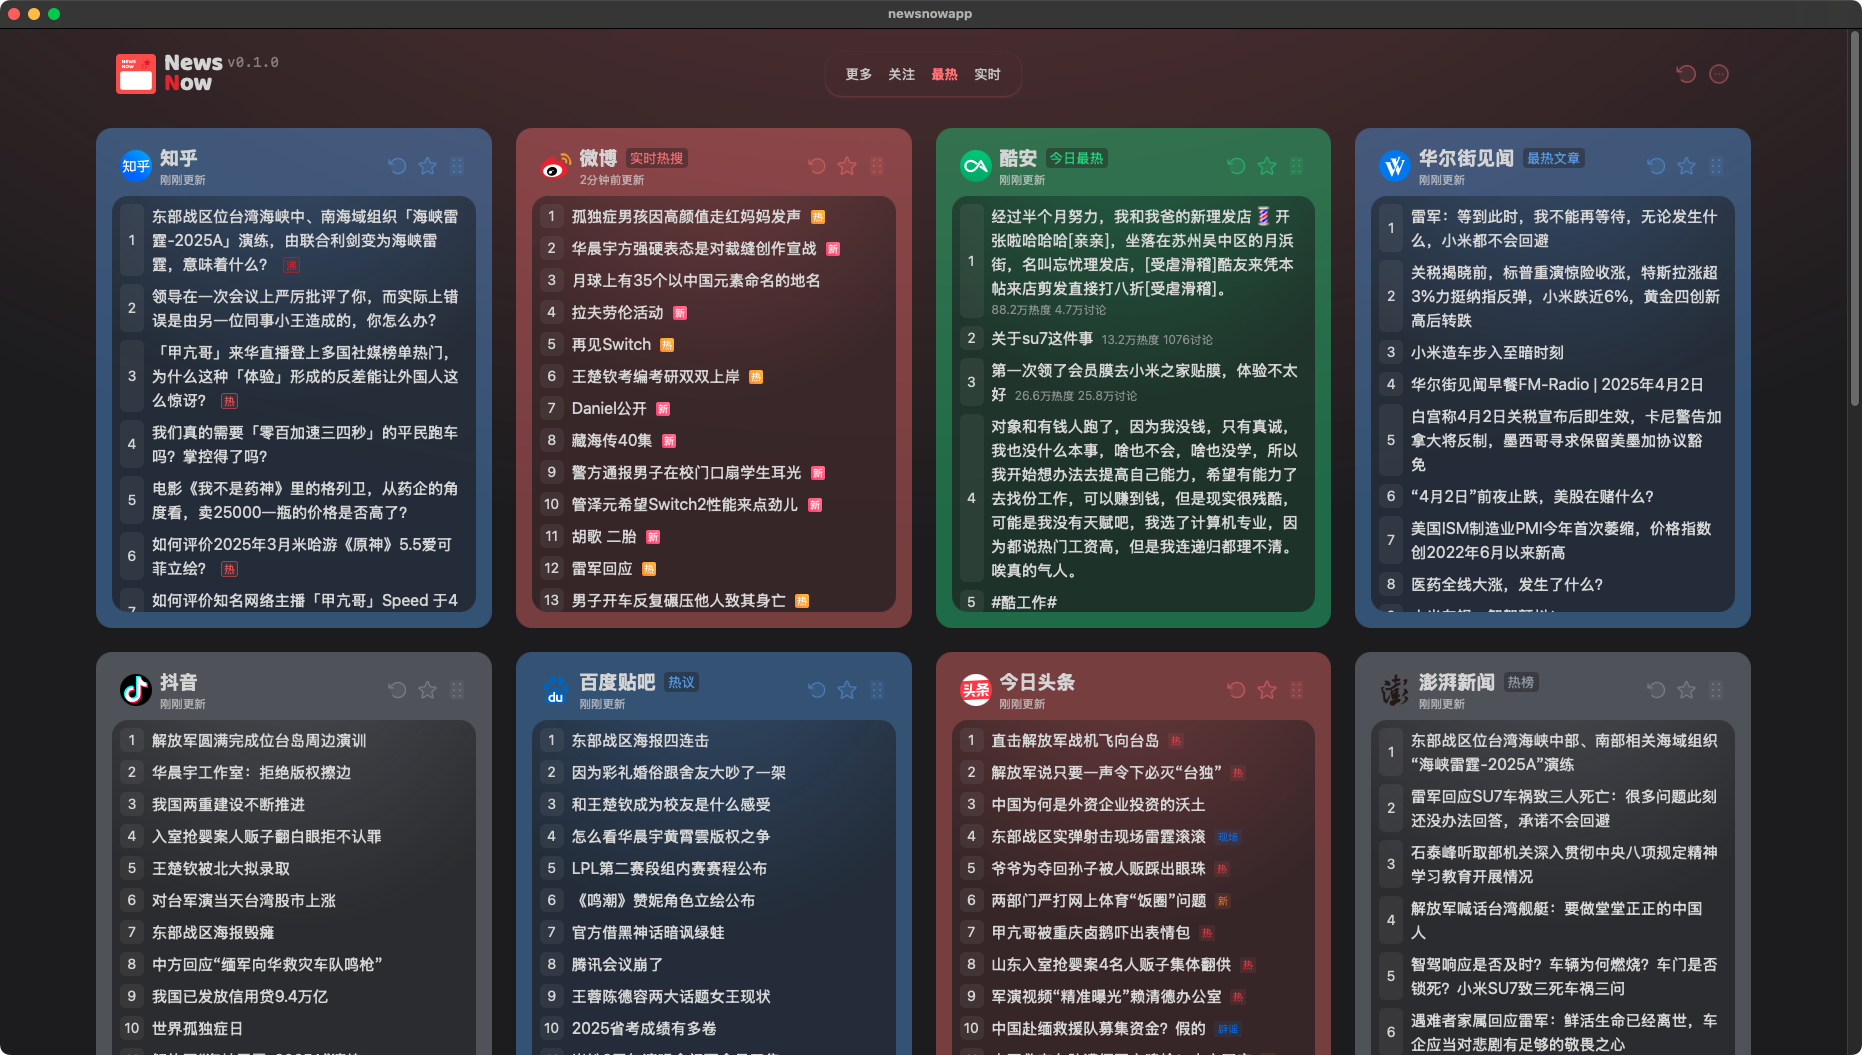 newsnowapp
News
Now
v0.1.0
更多 关注 最热 实时
知乎
刚刚更新
1 东部战区位台湾海峡中、南海域组织「海峡雷
霆-2025A」演练，由联合利剑变为海峡雷
霆，意味着什么？ 沸
2 领导在一次会议上严厉批评了你，而实际上错
误是由另一位同事小王造成的，你怎么办？
3 「甲亢哥」来华直播登上多国社媒榜单热门，
为什么这种「体验」形成的反差能让外国人这
么惊讶？ 热
4 我们真的需要「零百加速三四秒」的平民跑车
吗？掌控得了吗？
5 电影《我不是药神》里的格列卫，从药企的角
度看，卖25000一瓶的价格是否高了？
6 如何评价2025年3月米哈游《原神》5.5爱可
菲立绘？ 热
如何评价知名网络主播「甲亢哥」Speed 于4
微博 实时热搜
2分钟前更新
1 孤独症男孩因高颜值走红妈妈发声 热
2 华晨宇方强硬表态是对裁缝创作宣战 新
3 月球上有35个以中国元素命名的地名
4 拉夫劳伦活动 新
5 再见Switch 热
6 王楚钦考编考研双双上岸 热
7 Daniel公开 新
8 藏海传40集 新
9 警方通报男子在校门口扇学生耳光 新
10 管泽元希望Switch2性能来点劲儿 新
11 胡歌 二胎 新
12 雷军回应 热
13 男子开车反复碾压他人致其身亡 热
酷安 今日最热
刚刚更新
1 经过半个月努力，我和我爸的新理发店💈开
张啦哈哈哈[亲亲]，坐落在苏州吴中区的月浜
街，名叫忘忧理发店，[受虐滑稽]酷友来凭本
帖来店剪发直接打八折[受虐滑稽]。
88.2万热度 4.7万讨论
2 关于su7这件事 13.2万热度 1076讨论
3 第一次领了会员膜去小米之家贴膜，体验不太
好 26.6万热度 25.8万讨论
4 对象和有钱人跑了，因为我没钱，只有真诚，
我也没什么本事，啥也不会，啥也没学，所以
我开始想办法去提高自己能力，希望有能力了
去找份工作，可以赚到钱，但是现实很残酷，
可能是我没有天赋吧，我选了计算机专业，因
为都说热门工资高，但是我连递归都理不清。
唉真的气人。
5 #酷工作#
华尔街见闻 最热文章
刚刚更新
1 雷军：等到此时，我不能再等待，无论发生什
么，小米都不会回避
2 关税揭晓前，标普重演惊险收涨，特斯拉涨超
3%力挺纳指反弹，小米跌近6%，黄金四创新
高后转跌
3 小米造车步入至暗时刻
4 华尔街见闻早餐FM-Radio | 2025年4月2日
5 白宫称4月2日关税宣布后即生效，卡尼警告加
拿大将反制，墨西哥寻求保留美墨加协议豁
免
6 “4月2日”前夜止跌，美股在赌什么？
7 美国ISM制造业PMI今年首次萎缩，价格指数
创2022年6月以来新高
8 医药全线大涨，发生了什么？
抖音
刚刚更新
1 解放军圆满完成位台岛周边演训
2 华晨宇工作室：拒绝版权擦边
3 我国两重建设不断推进
4 入室抢婴案人贩子翻白眼拒不认罪
5 王楚钦被北大拟录取
6 对台军演当天台湾股市上涨
7 东部战区海报毁瘫
8 中方回应“缅军向华救灾车队鸣枪”
9 我国已发放信用贷9.4万亿
10 世界孤独症日
百度贴吧 热议
刚刚更新
1 东部战区海报四连击
2 因为彩礼婚俗跟舍友大吵了一架
3 和王楚钦成为校友是什么感受
4 怎么看华晨宇黄霄雲版权之争
5 LPL第二赛段组内赛赛程公布
6 《鸣潮》赞妮角色立绘公布
7 官方借黑神话暗讽绿蛙
8 腾讯会议崩了
9 王蓉陈德容两大话题女王现状
10 2025省考成绩有多卷
今日头条
刚刚更新
1 直击解放军战机飞向台岛 热
2 解放军说只要一声令下必灭“台独” 热
3 中国为何是外资企业投资的沃土
4 东部战区实弹射击现场雷霆滚滚 现场
5 爷爷为夺回孙子被人贩踩出眼珠 热
6 两部门严打网上体育“饭圈”问题 新
7 甲亢哥被重庆卤鹅吓出表情包 热
8 山东入室抢婴案4名人贩子集体翻供 热
9 军演视频“精准曝光”赖清德办公室 热
10 中国赴缅救援队募集资金？假的 辟谣
澎湃新闻 热榜
刚刚更新
1 东部战区位台湾海峡中部、南部相关海域组织
“海峡雷霆-2025A”演练
2 雷军回应SU7车祸致三人死亡：很多问题此刻
还没办法回答，承诺不会回避
3 石泰峰听取部机关深入贯彻中央八项规定精神
学习教育开展情况
4 解放军喊话台湾舰艇：要做堂堂正正的中国
人
5 智驾响应是否及时？车辆为何燃烧？车门是否
锁死？小米SU7致三死车祸三问
6 遇难者家属回应雷军：鲜活生命已经离世，车
企应当对悲剧有足够的敬畏之心